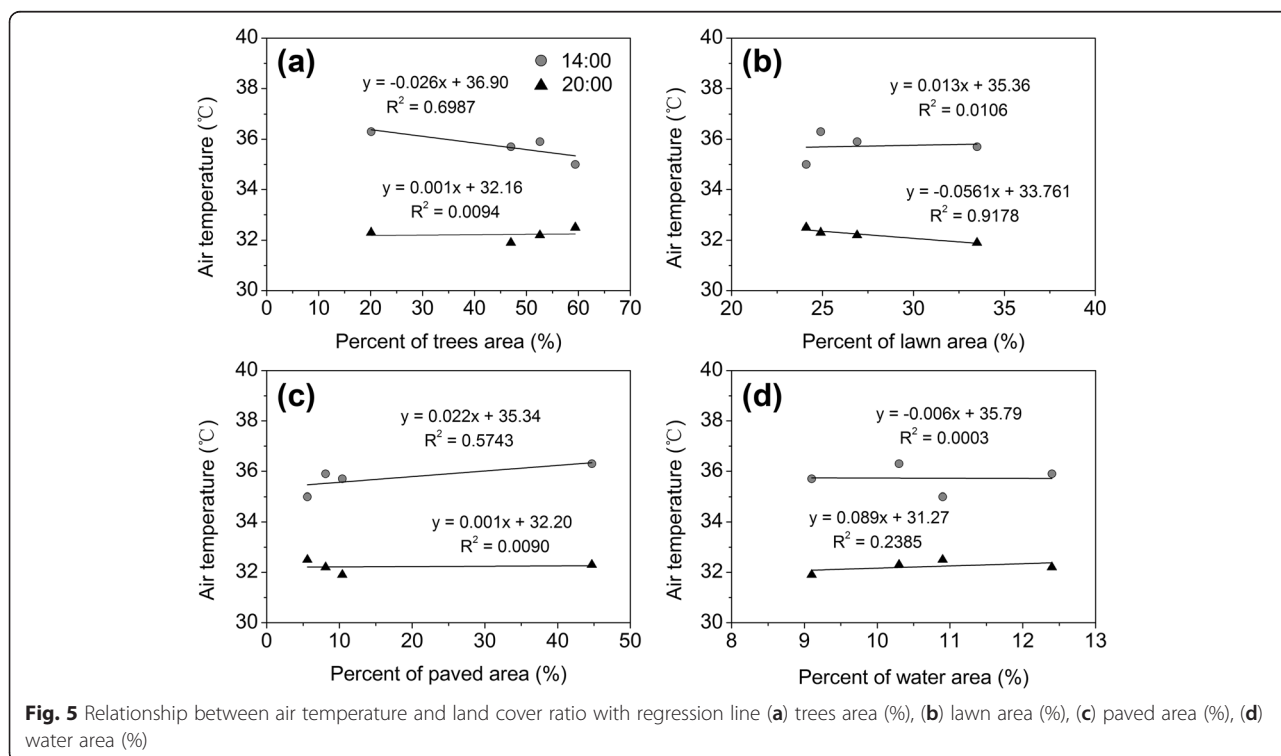 (a)
14:00
20:00
y = -0.026x + 36.90
R² = 0.6987
y = 0.001x + 32.16
R² = 0.0094
40
38
36
34
32
30
Air temperature (℃)
0 10 20 30 40 50 60 70
Percent of trees area (%)
(b)
y = 0.013x + 35.36
R² = 0.0106
y = -0.0561x + 33.761
R² = 0.9178
40
38
36
34
32
30
Air temperature (℃)
20 25 30 35 40
Percent of lawn area (%)
(c)
y = 0.022x + 35.34
R² = 0.5743
y = 0.001x + 32.20
R² = 0.0090
40
38
36
34
32
30
Air temperature (℃)
0 10 20 30 40 50
Percent of paved area (%)
(d)
y = -0.006x + 35.79
R² = 0.0003
y = 0.089x + 31.27
R² = 0.2385
40
38
36
34
32
30
Air temperature (℃)
8 9 10 11 12 13
Percent of water area (%)
Fig. 5 Relationship between air temperature and land cover ratio with regression line (a) trees area (%), (b) lawn area (%), (c) paved area (%), (d)
water area (%)